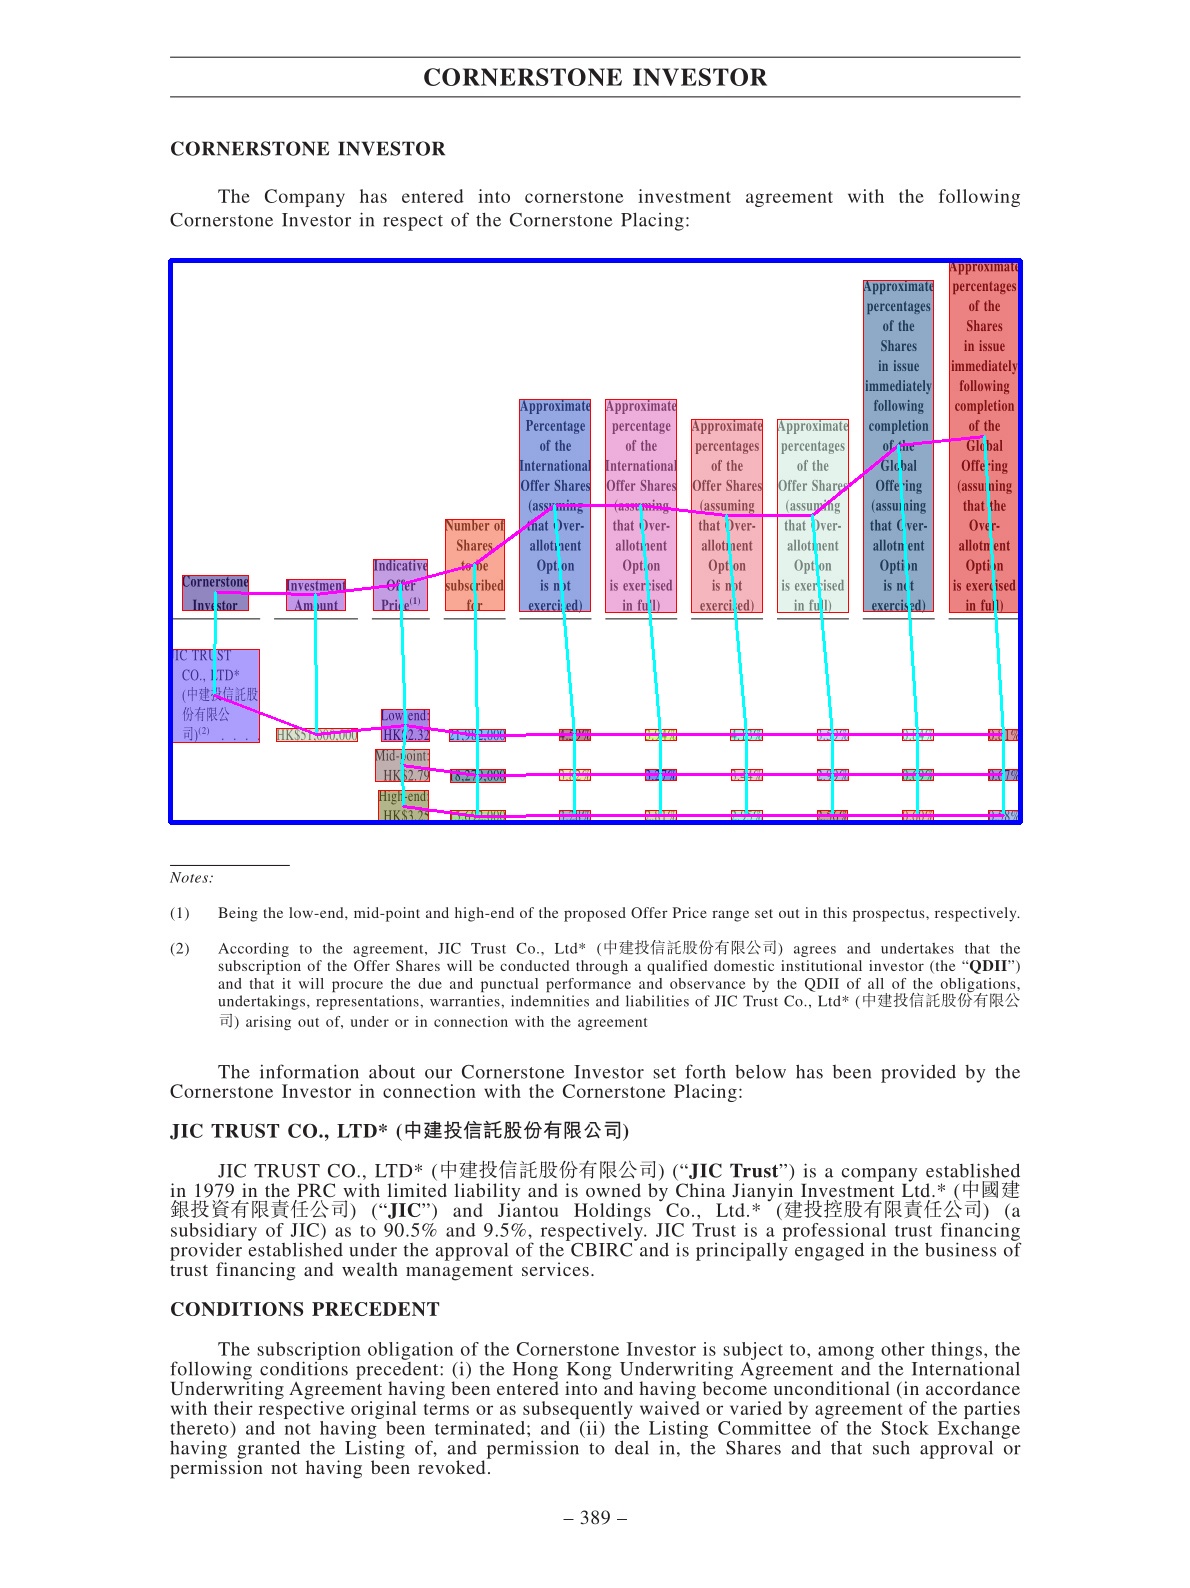 CORNERSTONE INVESTOR
CORNERSTONE INVESTOR
The Company has entered into cornerstone investment agreement with the following
Cornerstone Investor in respect of the Cornerstone Placing:
Cornerstone
Investor
Investment
Amount
Indicative
Offer
Price(1)
Number of
Shares
to be
subscribed
for
Approximate
Percentage
of the
International
Offer Shares
(assuming
that Over-
allotment
Option
is not
exercised)
Approximate
percentage
of the
International
Offer Shares
(assuming
that Over-
allotment
Option
is exercised
in full)
Approximate
percentages
of the
Offer Shares
(assuming
that Over-
allotment
Option
is not
exercised)
Approximate
percentages
of the
Offer Shares
(assuming
that Over-
allotment
Option
is exercised
in full)
Approximate
percentages
of the
Shares
in issue
immediately
following
completion
of the
Global
Offering
(assuming
that Over-
allotment
Option
is not
exercised)
Approximate
percentages
of the
Shares
in issue
immediately
following
completion
of the
Global
Offering
(assuming
that the
Over-
allotment
Option
is exercised
in full)
JIC TRUST
CO., LTD*
(中建投信託股
份有限公
司)(2) . . . .
HK$51,000,000
Low-end:
HK$2.32
Mid-point:
HK$2.79
High-end:
HK$3.25
Notes:
(1) Being the low-end, mid-point and high-end of the proposed Offer Price range set out in this prospectus, respectively.
(2) According to the agreement, JIC Trust Co., Ltd* (中建投信託股份有限公司) agrees and undertakes that the
subscription of the Offer Shares will be conducted through a qualified domestic institutional investor (the “QDII”)
and that it will procure the due and punctual performance and observance by the QDII of all of the obligations,
undertakings, representations, warranties, indemnities and liabilities of JIC Trust Co., Ltd* (中建投信託股份有限公
司) arising out of, under or in connection with the agreement
The information about our Cornerstone Investor set forth below has been provided by the
Cornerstone Investor in connection with the Cornerstone Placing:
JIC TRUST CO., LTD* (中建投信託股份有限公司)
JIC TRUST CO., LTD* (中建投信託股份有限公司) (“JIC Trust”) is a company established
in 1979 in the PRC with limited liability and is owned by China Jianyin Investment Ltd.* (中國建
銀投資有限責任公司) (“JIC”) and Jiantou Holdings Co., Ltd.* (建投控股有限責任公司) (a
subsidiary of JIC) as to 90.5% and 9.5%, respectively. JIC Trust is a professional trust financing
provider established under the approval of the CBIRC and is principally engaged in the business of
trust financing and wealth management services.
CONDITIONS PRECEDENT
The subscription obligation of the Cornerstone Investor is subject to, among other things, the
following conditions precedent: (i) the Hong Kong Underwriting Agreement and the International
Underwriting Agreement having been entered into and having become unconditional (in accordance
with their respective original terms or as subsequently waived or varied by agreement of the parties
thereto) and not having been terminated; and (ii) the Listing Committee of the Stock Exchange
having granted the Listing of, and permission to deal in, the Shares and that such approval or
permission not having been revoked.
– 389 –